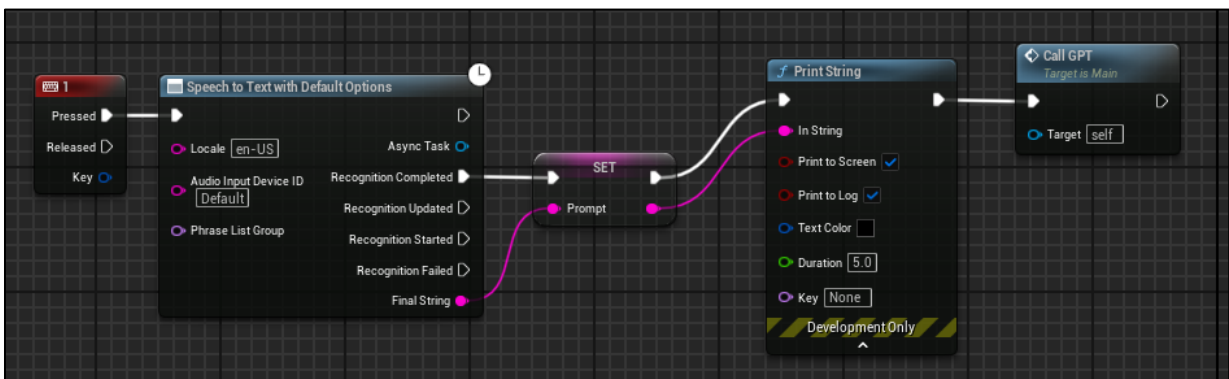 1
Pressed
Released
Key
Speech to Text with Default Options
Locale en-US
Async Task
Audio Input Device ID
Default
Recognition Completed
Recognition Updated
Phrase List Group
Recognition Started
Recognition Failed
Final String
SET
Prompt
f Print String
In String
Print to Screen
Print to Log
Text Color
Duration 5.0
Key None
Development Only
Call GPT
Target is Main
Target self